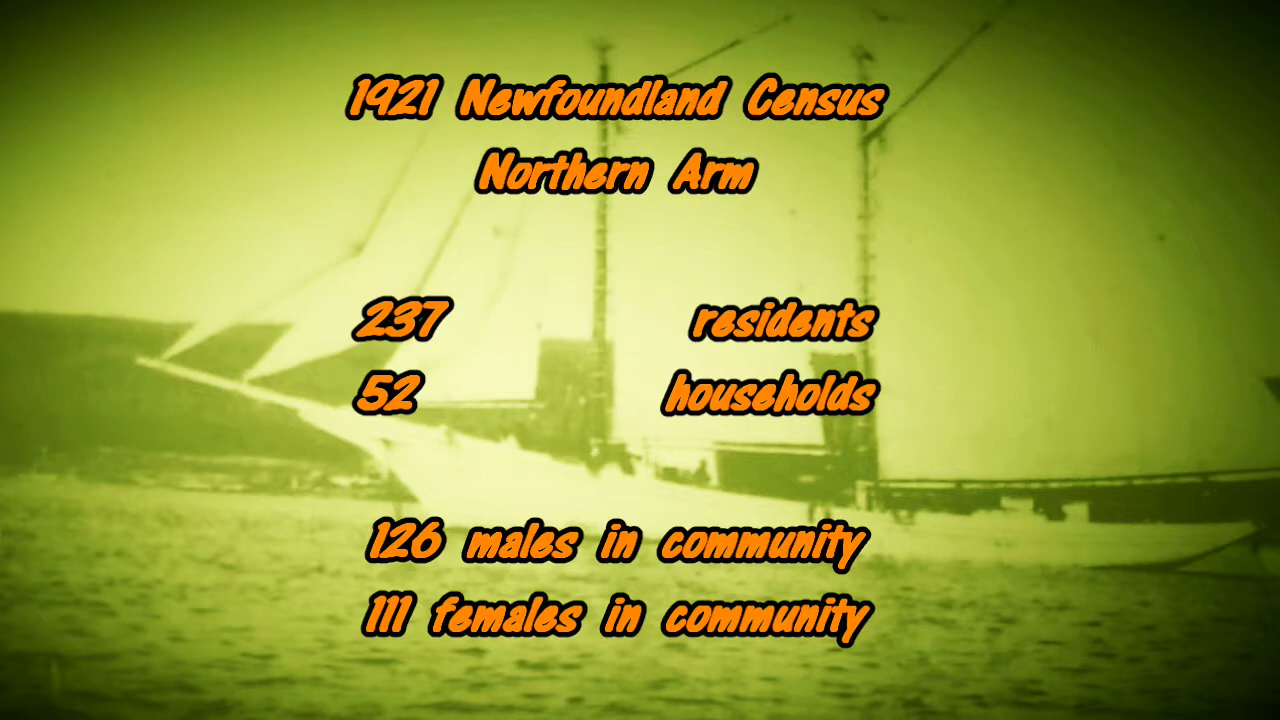 1921 Newfoundland Census
Northern Arm
237 residents
52 households
126 males in community
111 females in community